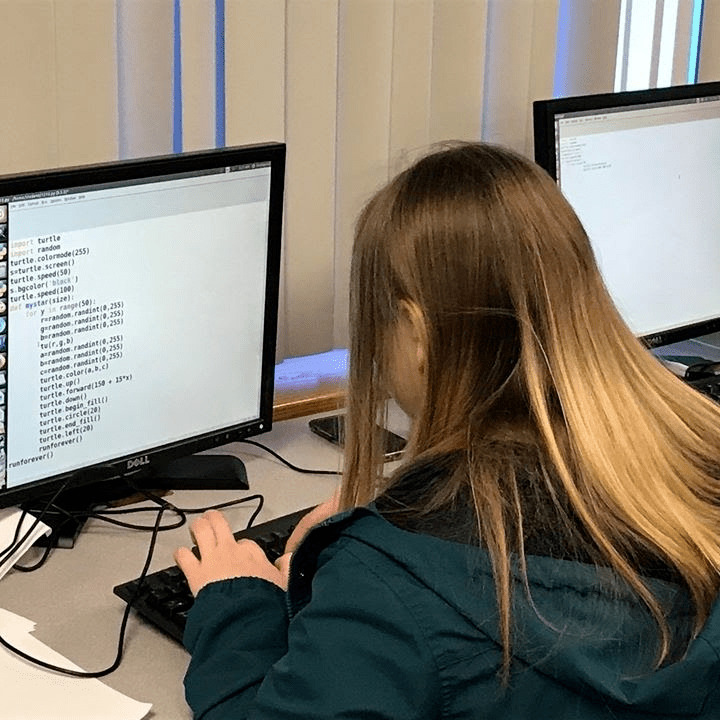 import turtle
import random
turtle.colormode(255)
s=turtle.screen()
turtle.speed(50)
s.bgcolor('black')
turtle.speed(100)
def mystar(size):
for y in range(50):
r=random.randint(0,255)
g=random.randint(0,255)
b=random.randint(0,255)
tu(r,g,b)
a=random.randint(0,255)
b=random.randint(0,255)
c=random.randint(0,255)
turtle.color(a,b,c)
turtle.up()
turtle.forward(150 + 15*x)
turtle.down()
turtle.begin_fill()
turtle.circle(20)
turtle.end_fill()
turtle.left(20)
runforever()
runforever()
DELL